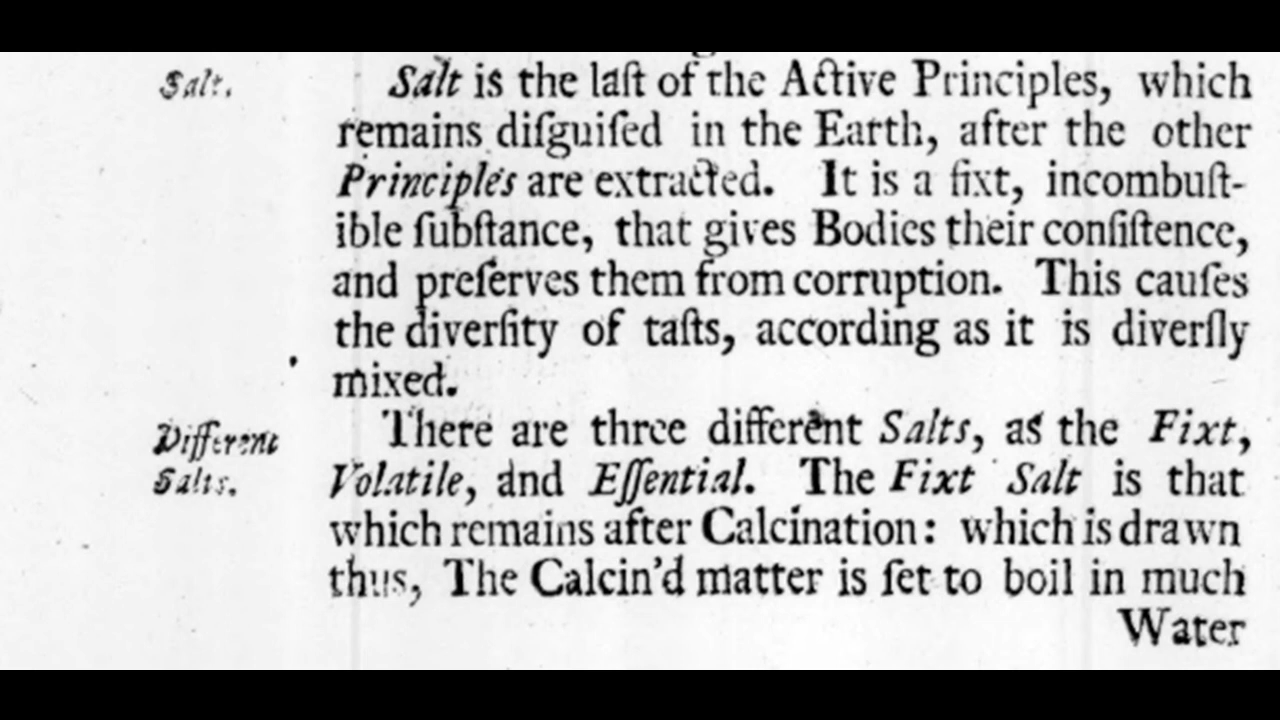 Salt.
Salt is the laſt of the Active Principles, which
remains diſguiſed in the Earth, after the other
Principles are extracted. It is a fixt, incombuſt-
ible ſubſtance, that gives Bodies their conſiſtence,
and preſerves them from corruption. This cauſes
the diverſity of taſts, according as it is diverſly
mixed.
Different
Salts.
There are three different Salts, as the Fixt,
Volatile, and Eſſential. The Fixt Salt is that
which remains after Calcination: which is drawn
thus, The Calcin'd matter is ſet to boil in much
Water